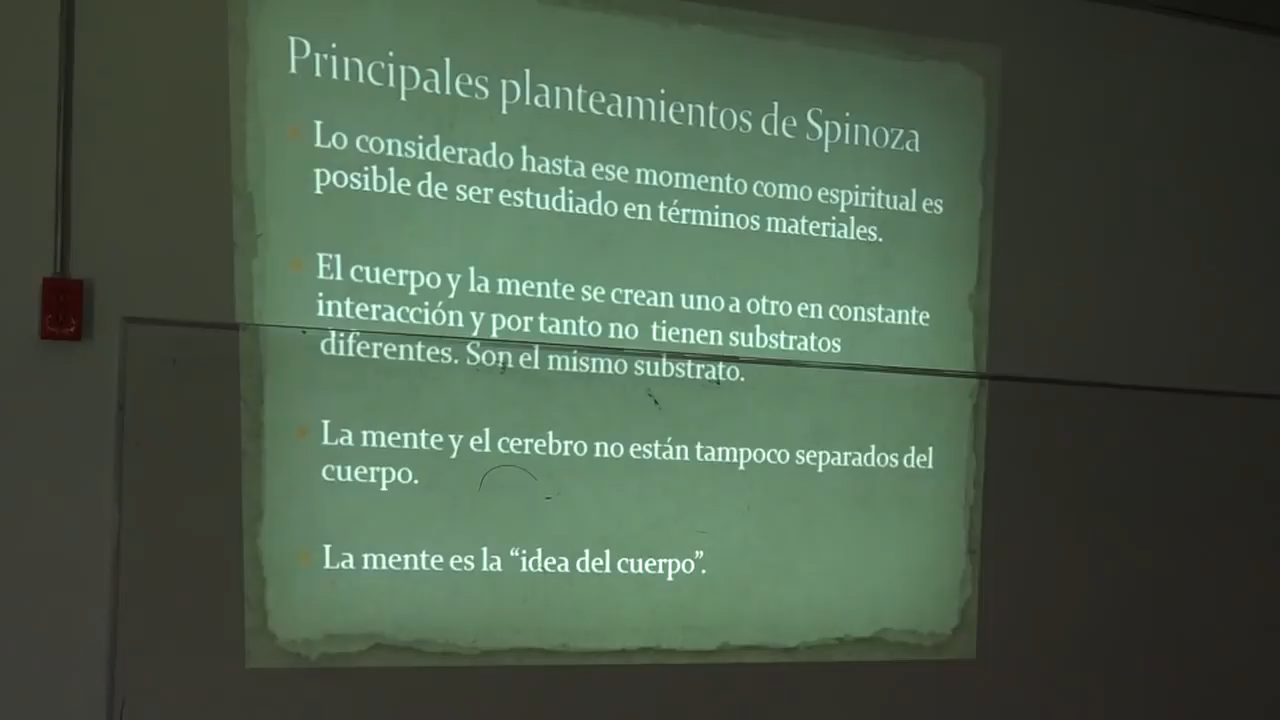 Principales planteamientos de Spinoza
Lo considerado hasta ese momento como espiritual es
posible de ser estudiado en términos materiales.
El cuerpo y la mente se crean uno a otro en constante
interacción y por tanto no tienen substratos
diferentes. Son el mismo substrato.
La mente y el cerebro no están tampoco separados del
cuerpo.
La mente es la “idea del cuerpo”.